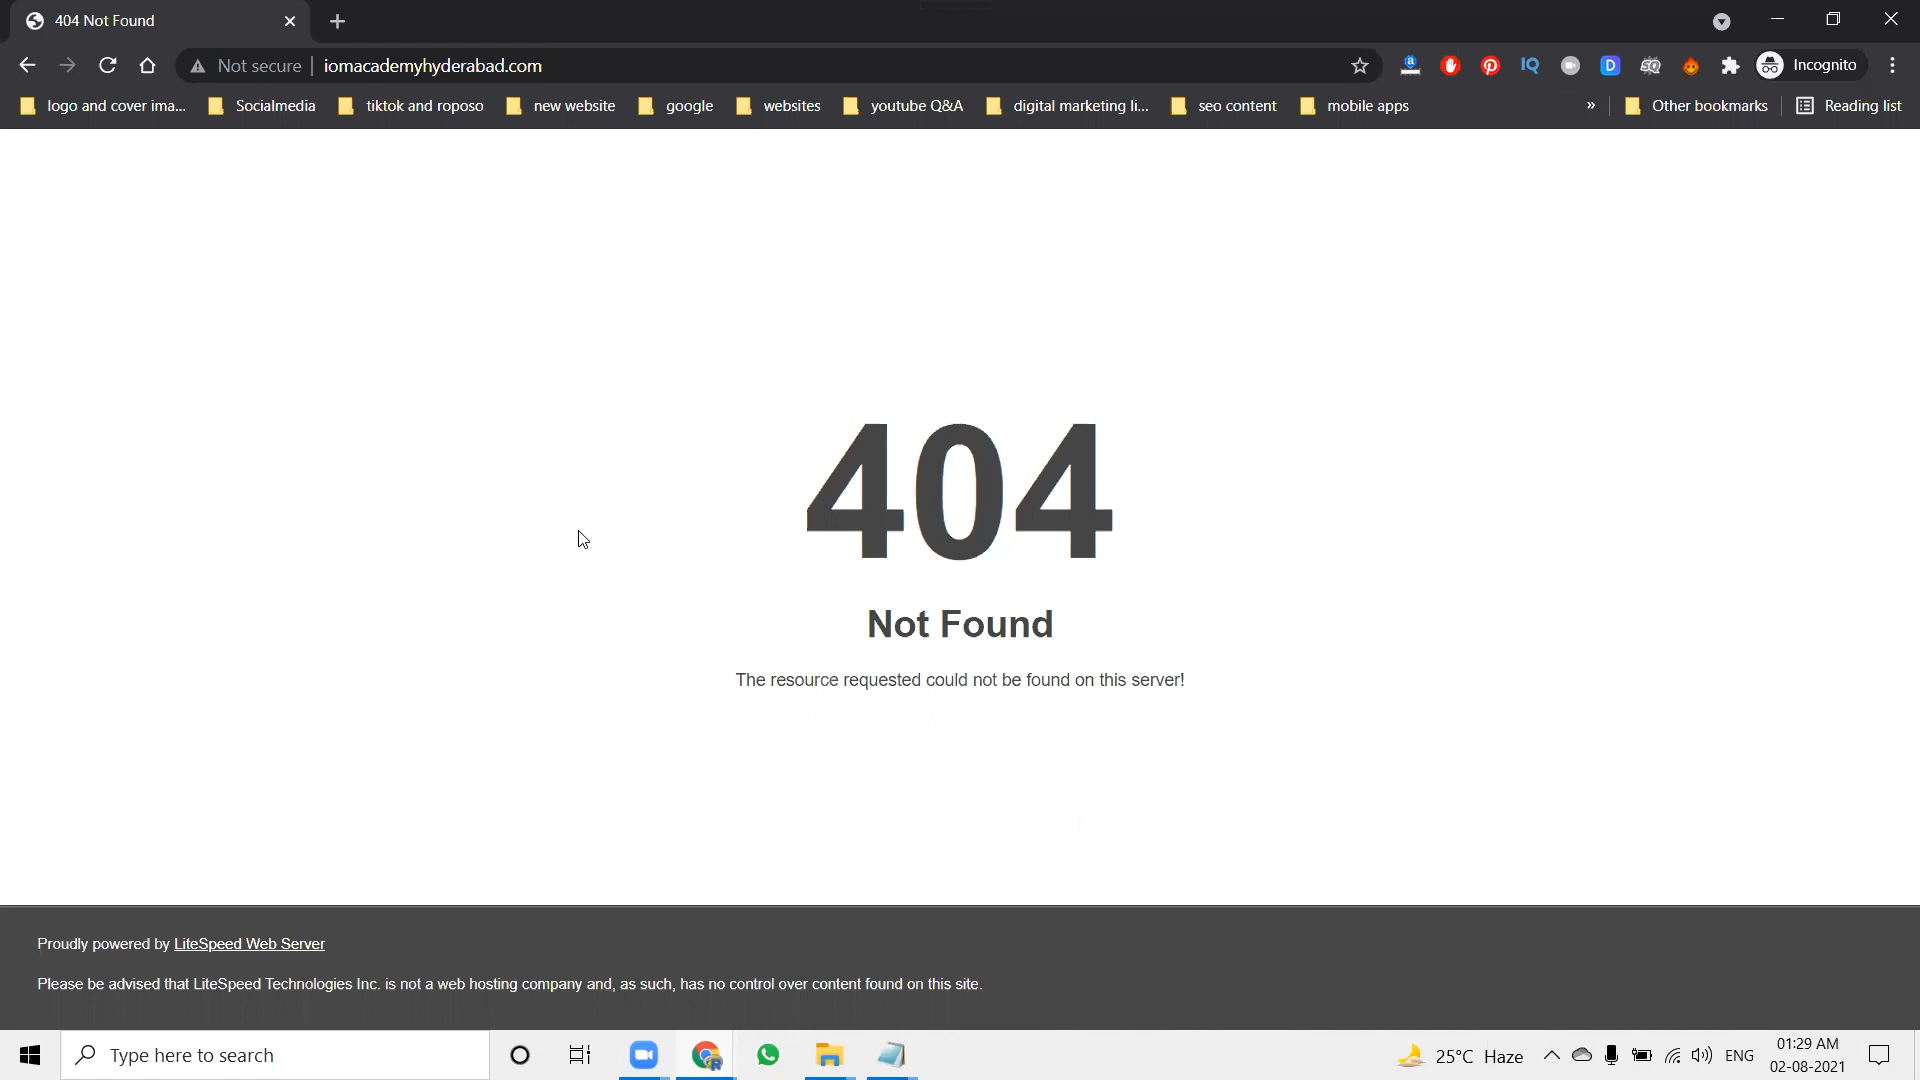 404 Not Found
Not secure iomacademyhyderabad.com
IQ
D
Incognito
logo and cover ima...
Socialmedia
tiktok and roposo
new website
google
websites
youtube Q&A
digital marketing li...
seo content
mobile apps
»
Other bookmarks
Reading list
404
Not Found
The resource requested could not be found on this server!
Proudly powered by LiteSpeed Web Server
Please be advised that LiteSpeed Technologies Inc. is not a web hosting company and, as such, has no control over content found on this site.
Type here to search
25°C Haze
ENG
01:29 AM
02-08-2021